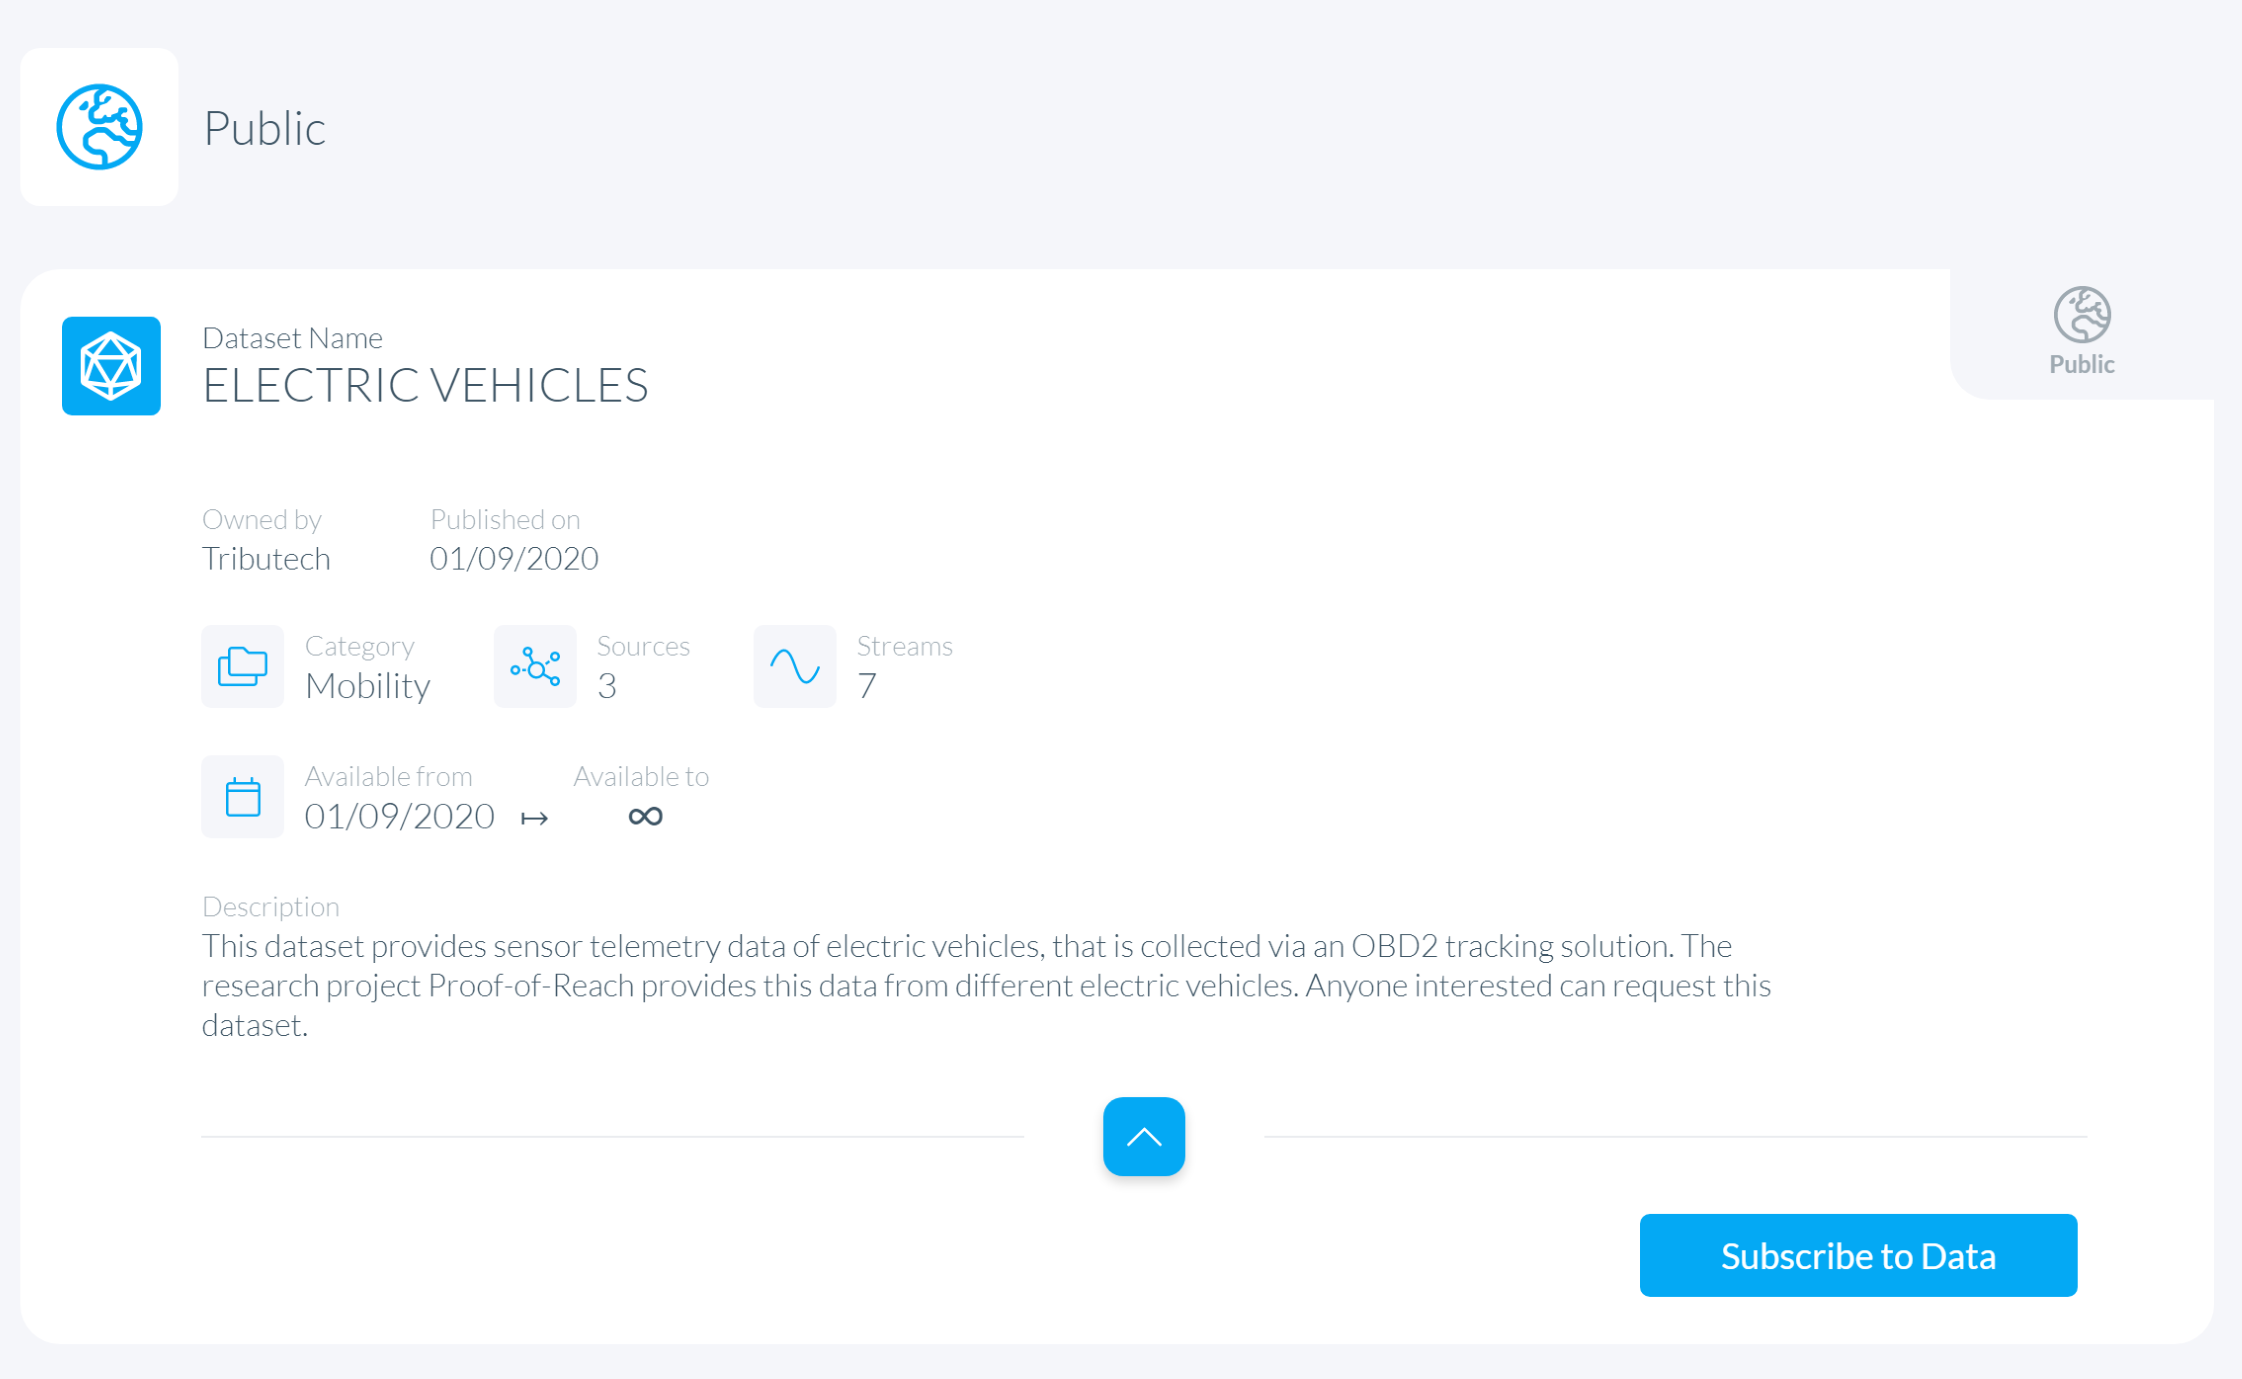 Public
Public
Dataset Name
ELECTRIC VEHICLES
Owned by
Tributech
Published on
01/09/2020
Category
Mobility
Sources
3
Streams
7
Available from
01/09/2020 ↦
Available to
∞
Description
This dataset provides sensor telemetry data of electric vehicles, that is collected via an OBD2 tracking solution. The
research project Proof-of-Reach provides this data from different electric vehicles. Anyone interested can request this
dataset.
Subscribe to Data